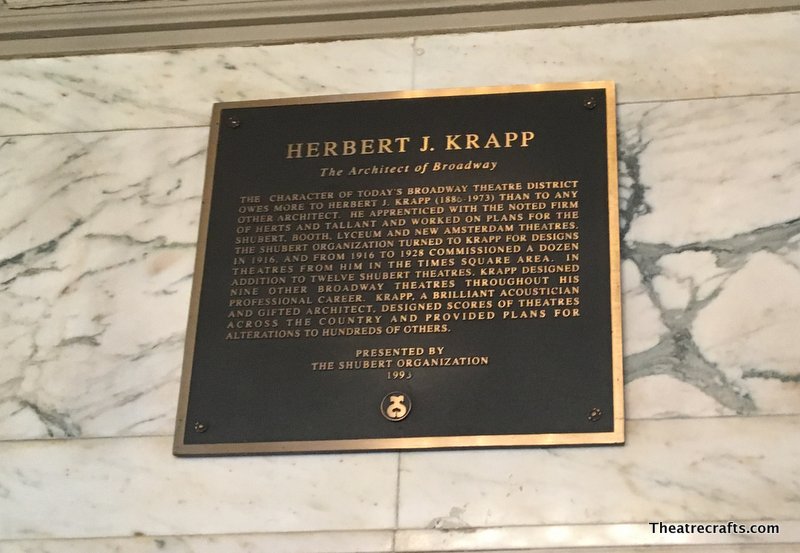 HERBERT J. KRAPP
The Architect of Broadway
THE CHARACTER OF TODAY'S BROADWAY THEATRE DISTRICT
OWES MORE TO HERBERT J. KRAPP (1886-1973) THAN TO ANY
OTHER ARCHITECT. HE APPRENTICED WITH THE NOTED FIRM
OF HERTS AND TALLANT AND WORKED ON PLANS FOR THE
SHUBERT, BOOTH, LYCEUM AND NEW AMSTERDAM THEATRES.
THE SHUBERT ORGANIZATION TURNED TO KRAPP FOR DESIGNS
IN 1916, AND FROM 1916 TO 1928 COMMISSIONED A DOZEN
THEATRES FROM HIM IN THE TIMES SQUARE AREA. IN
ADDITION TO TWELVE SHUBERT THEATRES, KRAPP DESIGNED
NINE OTHER BROADWAY THEATRES THROUGHOUT HIS
PROFESSIONAL CAREER. KRAPP, A BRILLIANT ACOUSTICIAN
AND GIFTED ARCHITECT, DESIGNED SCORES OF THEATRES
ACROSS THE COUNTRY AND PROVIDED PLANS FOR
ALTERATIONS TO HUNDREDS OF OTHERS.
PRESENTED BY
THE SHUBERT ORGANIZATION
1993
Theatrecrafts.com